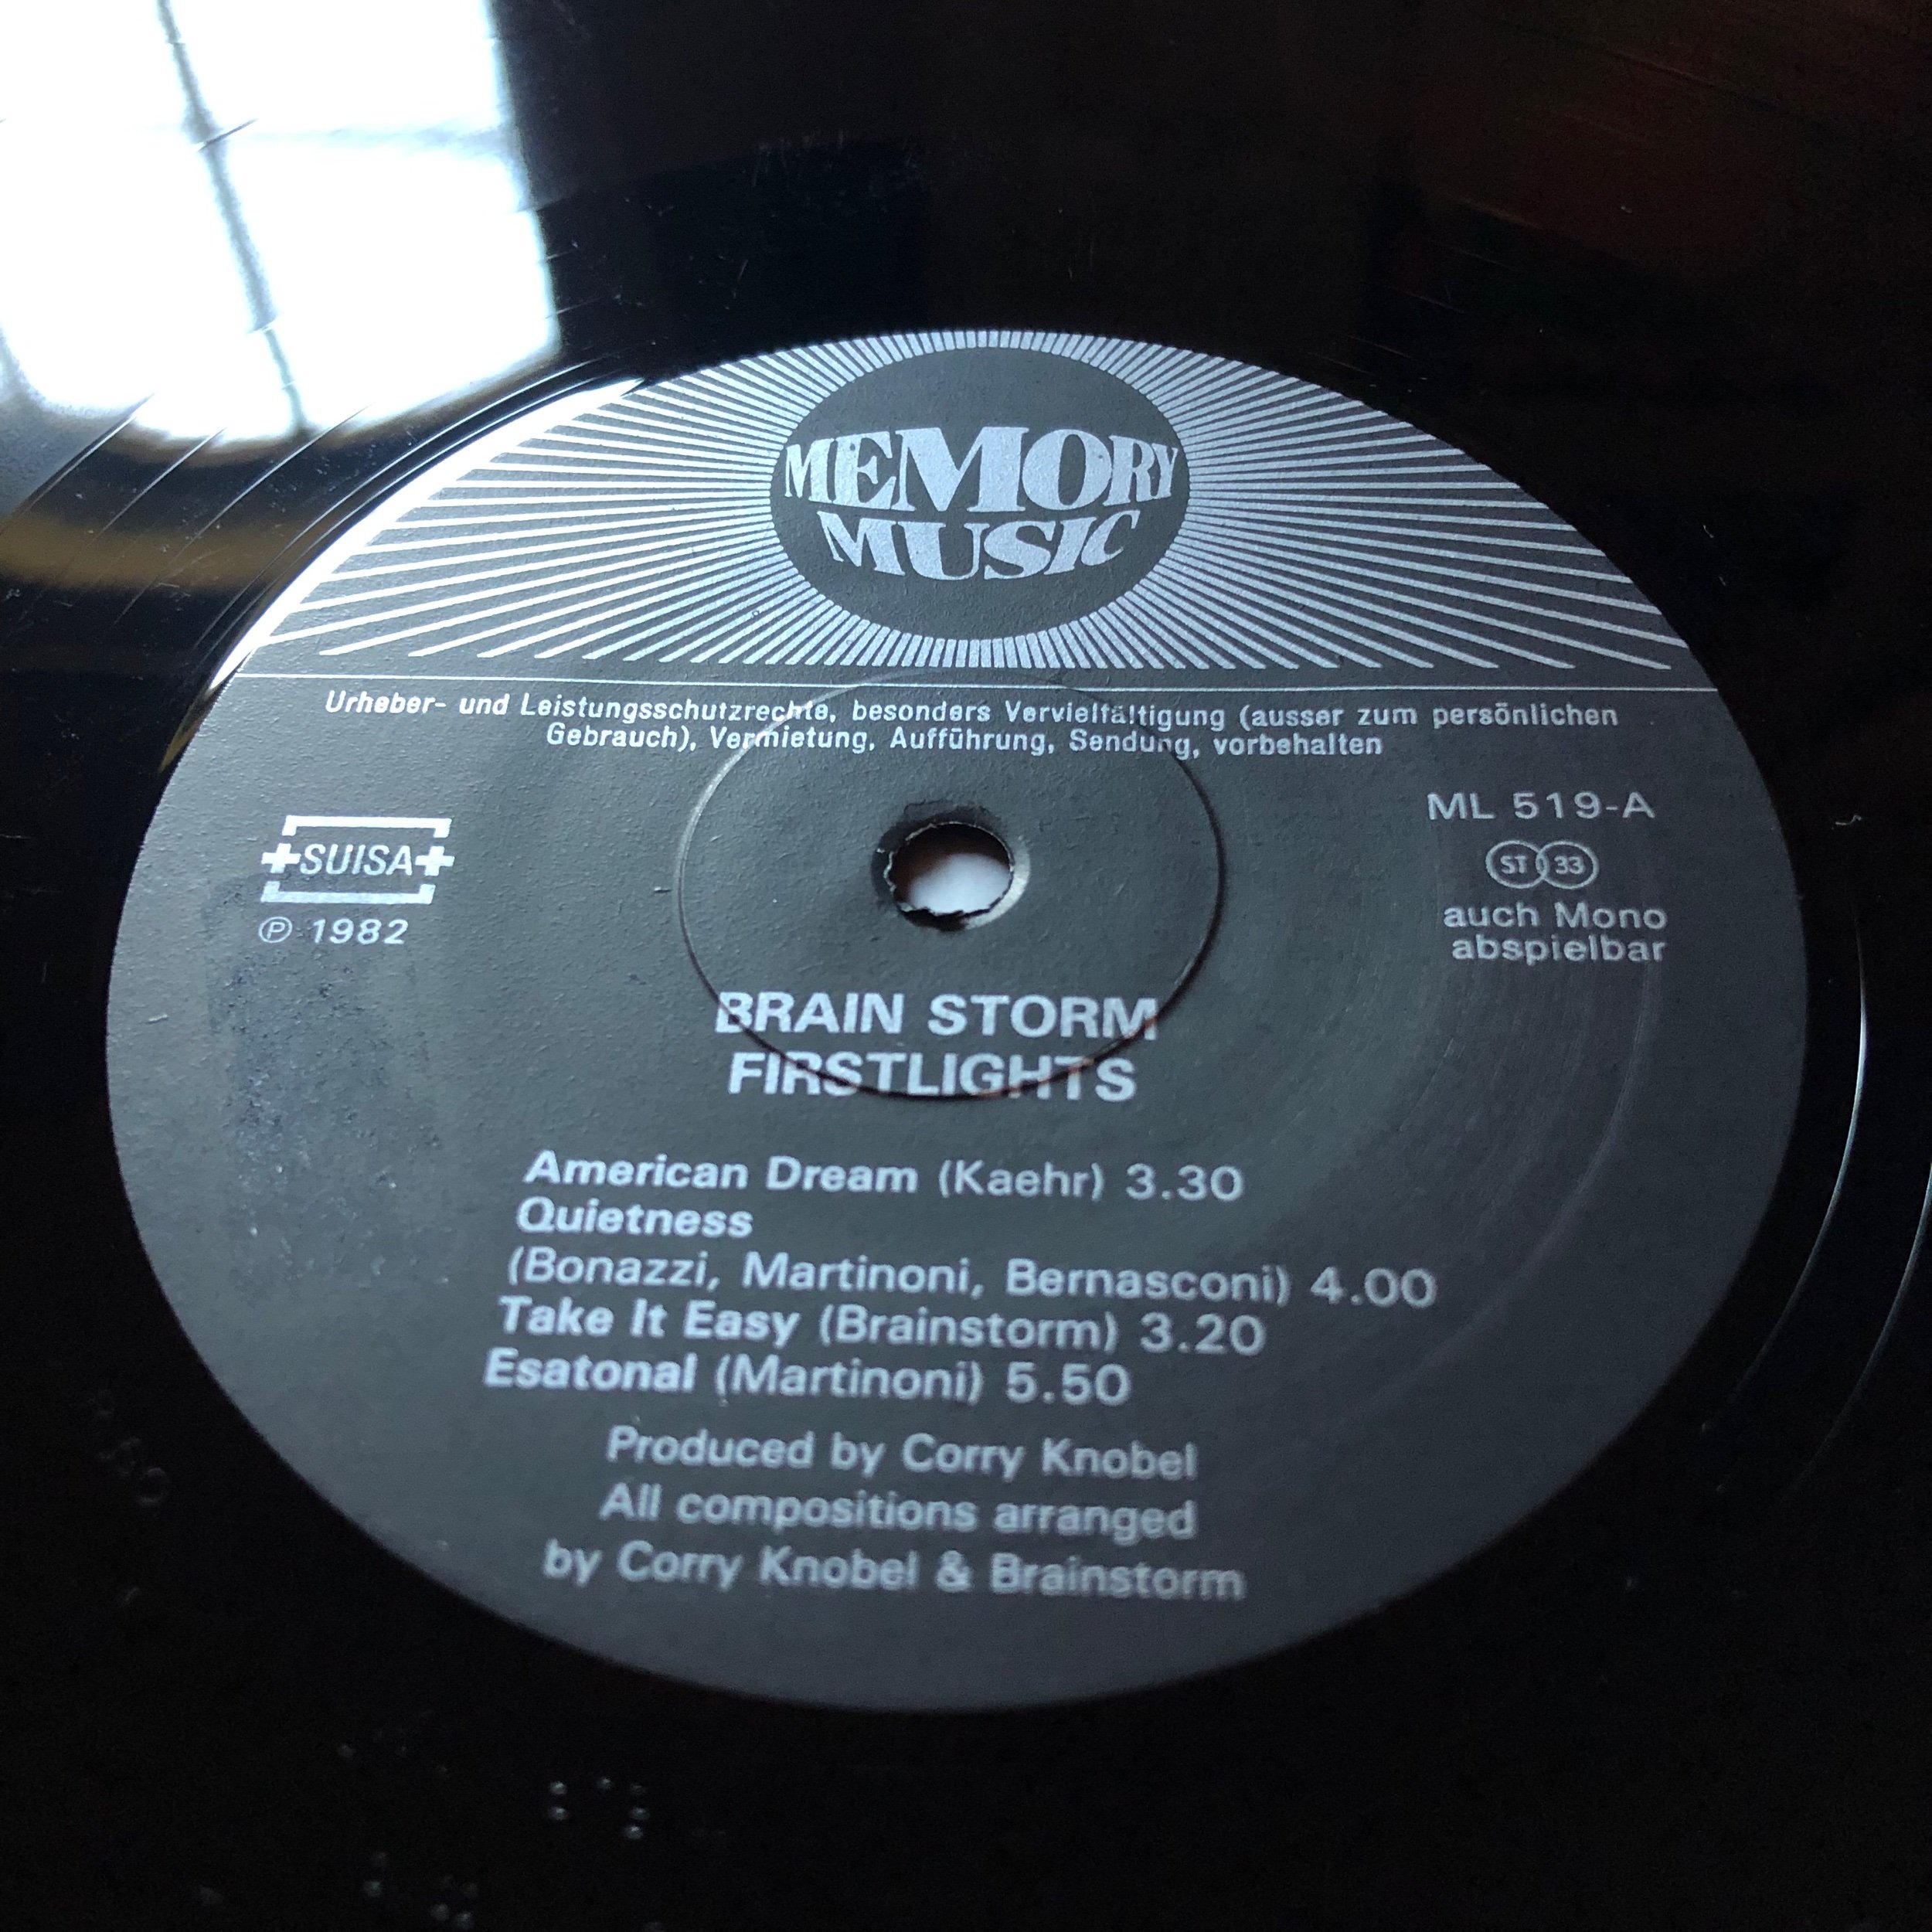 MEMORY
MUSIC
Urheber- und Leistungsschutzrechte, besonders Vervielfältigung (ausser zum persönlichen
Gebrauch), Vermietung, Aufführung, Sendung, vorbehalten
SUISA
℗ 1982
ML 519-A
ST 33
auch Mono
abspielbar
BRAIN STORM
FIRSTLIGHTS
American Dream (Kaehr) 3.30
Quietness
(Bonazzi, Martinoni, Bernasconi) 4.00
Take It Easy (Brainstorm) 3.20
Esatonal (Martinoni) 5.50
Produced by Corry Knobel
All compositions arranged
by Corry Knobel & Brainstorm